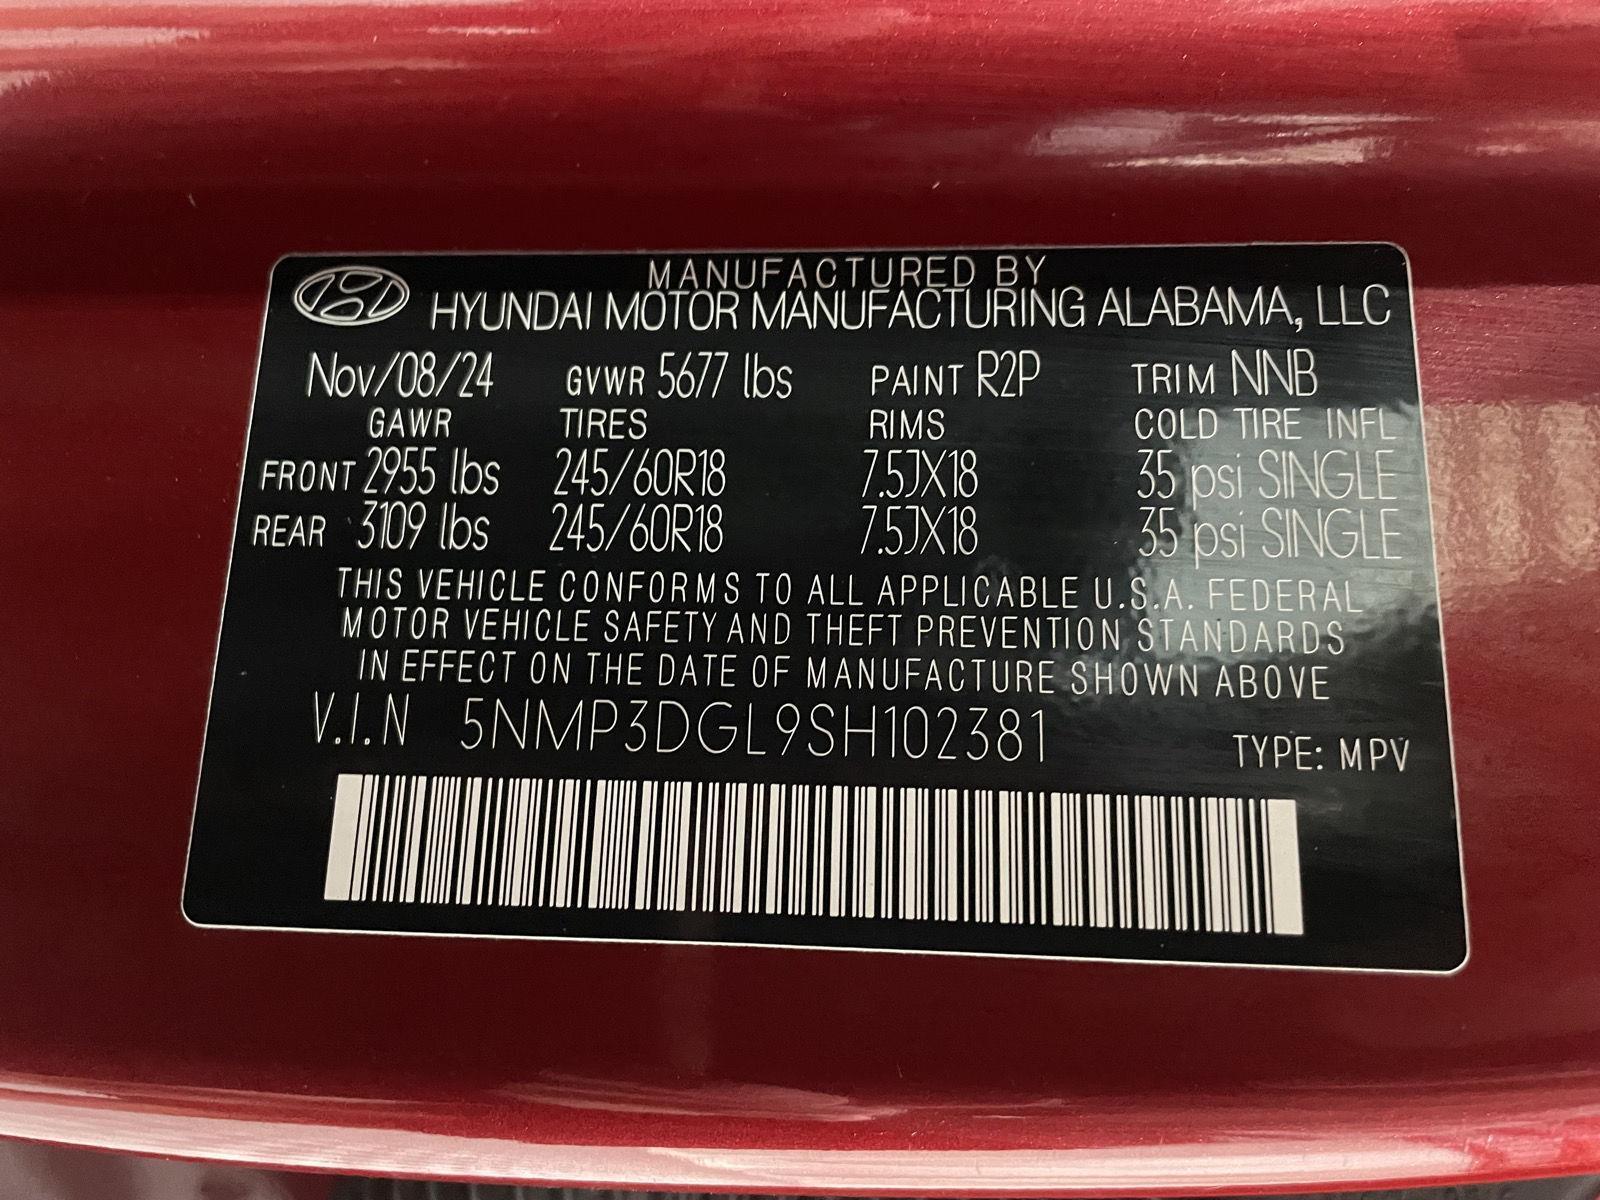 MANUFACTURED BY
HYUNDAI MOTOR MANUFACTURING ALABAMA, LLC
Nov/08/24 GVWR 5677 lbs PAINT R2P TRIM NNB
GAWR TIRES RIMS COLD TIRE INFL
FRONT 2955 lbs 245/60R18 7.5JX18 35 psi SINGLE
REAR 3109 lbs 245/60R18 7.5JX18 35 psi SINGLE
THIS VEHICLE CONFORMS TO ALL APPLICABLE U.S.A. FEDERAL
MOTOR VEHICLE SAFETY AND THEFT PREVENTION STANDARDS
IN EFFECT ON THE DATE OF MANUFACTURE SHOWN ABOVE
V.I.N 5NMP3DGL9SH102381
TYPE: MPV